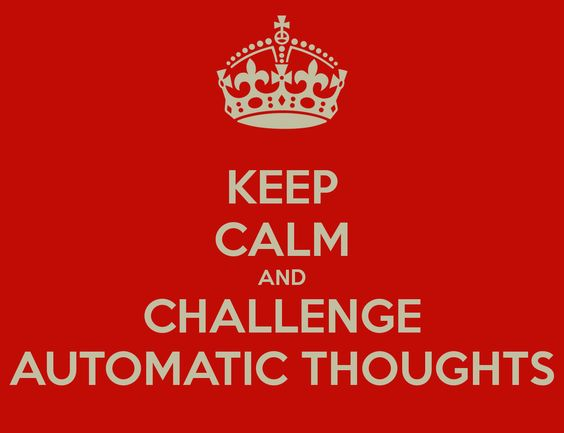 KEEP
CALM
AND
CHALLENGE
AUTOMATIC THOUGHTS